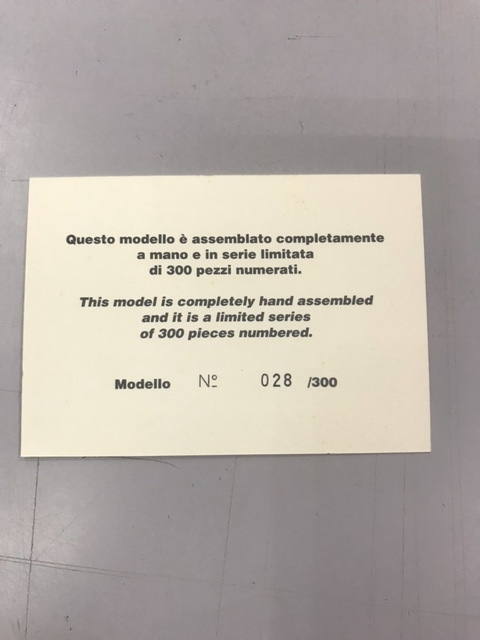 Questo modello è assemblato completamente
a mano e in serie limitata
di 300 pezzi numerati.
This model is completely hand assembled
and it is a limited series
of 300 pieces numbered.
Modello Nº 028 /300